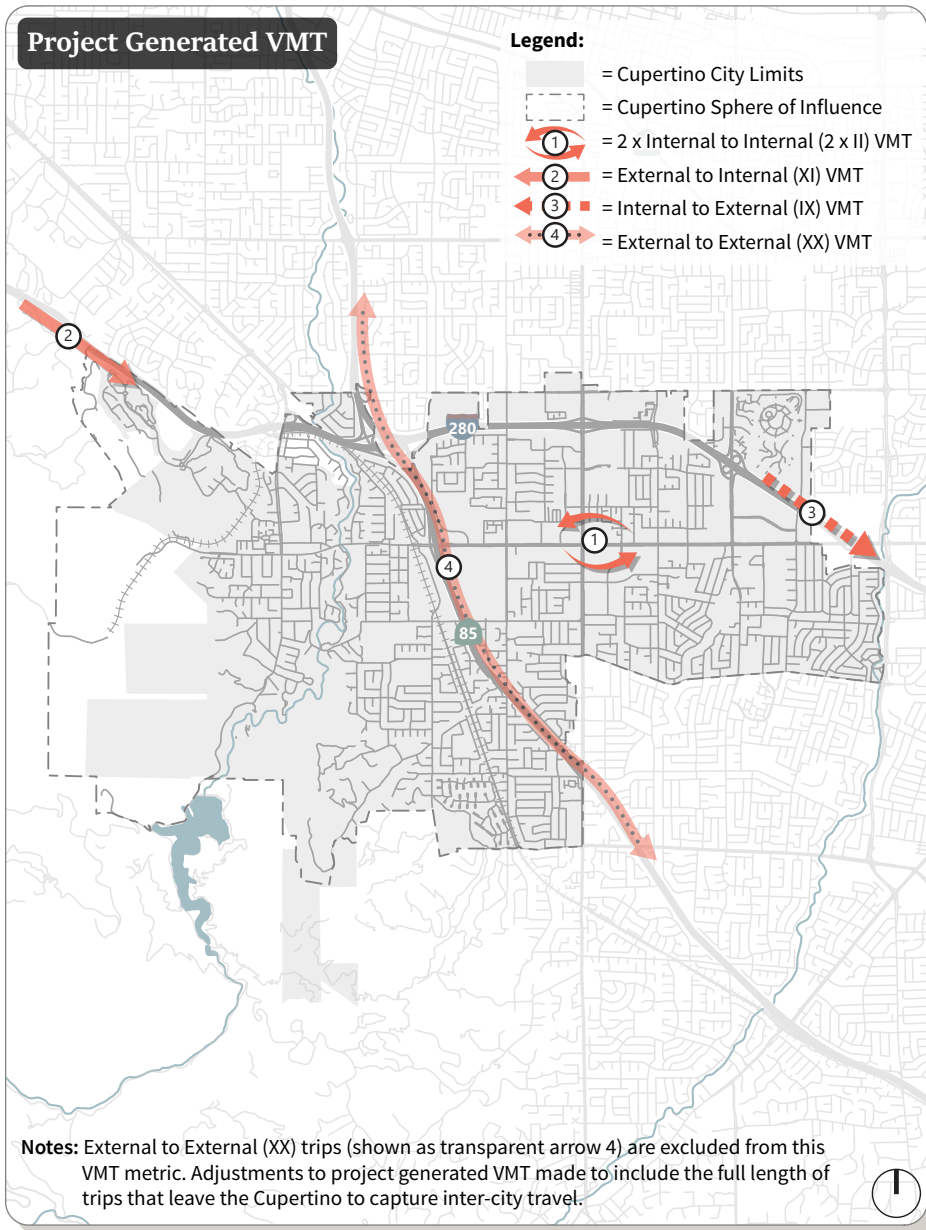 Project Generated VMT
Legend:
= Cupertino City Limits
= Cupertino Sphere of Influence
1 = 2 x Internal to Internal (2 x II) VMT
2 = External to Internal (XI) VMT
3 = Internal to External (IX) VMT
4 = External to External (XX) VMT
2
280
3
1
4
85
Notes: External to External (XX) trips (shown as transparent arrow 4) are excluded from this
VMT metric. Adjustments to project generated VMT made to include the full length of
trips that leave the Cupertino to capture inter-city travel.